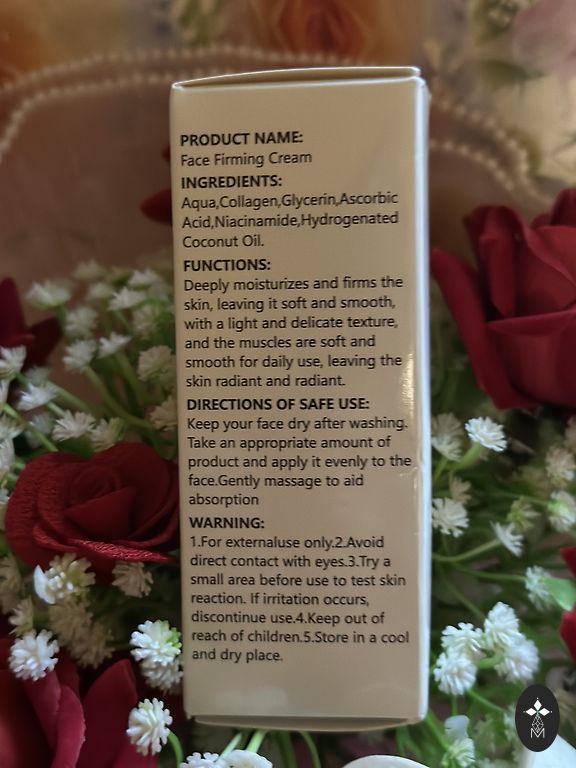 PRODUCT NAME:
Face Firming Cream
INGREDIENTS:
Aqua,Collagen,Glycerin,Ascorbic
Acid,Niacinamide,Hydrogenated
Coconut Oil.
FUNCTIONS:
Deeply moisturizes and firms the
skin, leaving it soft and smooth,
with a light and delicate texture,
and the muscles are soft and
smooth for daily use, leaving the
skin radiant and radiant.
DIRECTIONS OF SAFE USE:
Keep your face dry after washing.
Take an appropriate amount of
product and apply it evenly to the
face.Gently massage to aid
absorption
WARNING:
1.For externaluse only.2.Avoid
direct contact with eyes.3.Try a
small area before use to test skin
reaction. If irritation occurs,
discontinue use.4.Keep out of
reach of children.5.Store in a cool
and dry place.
M